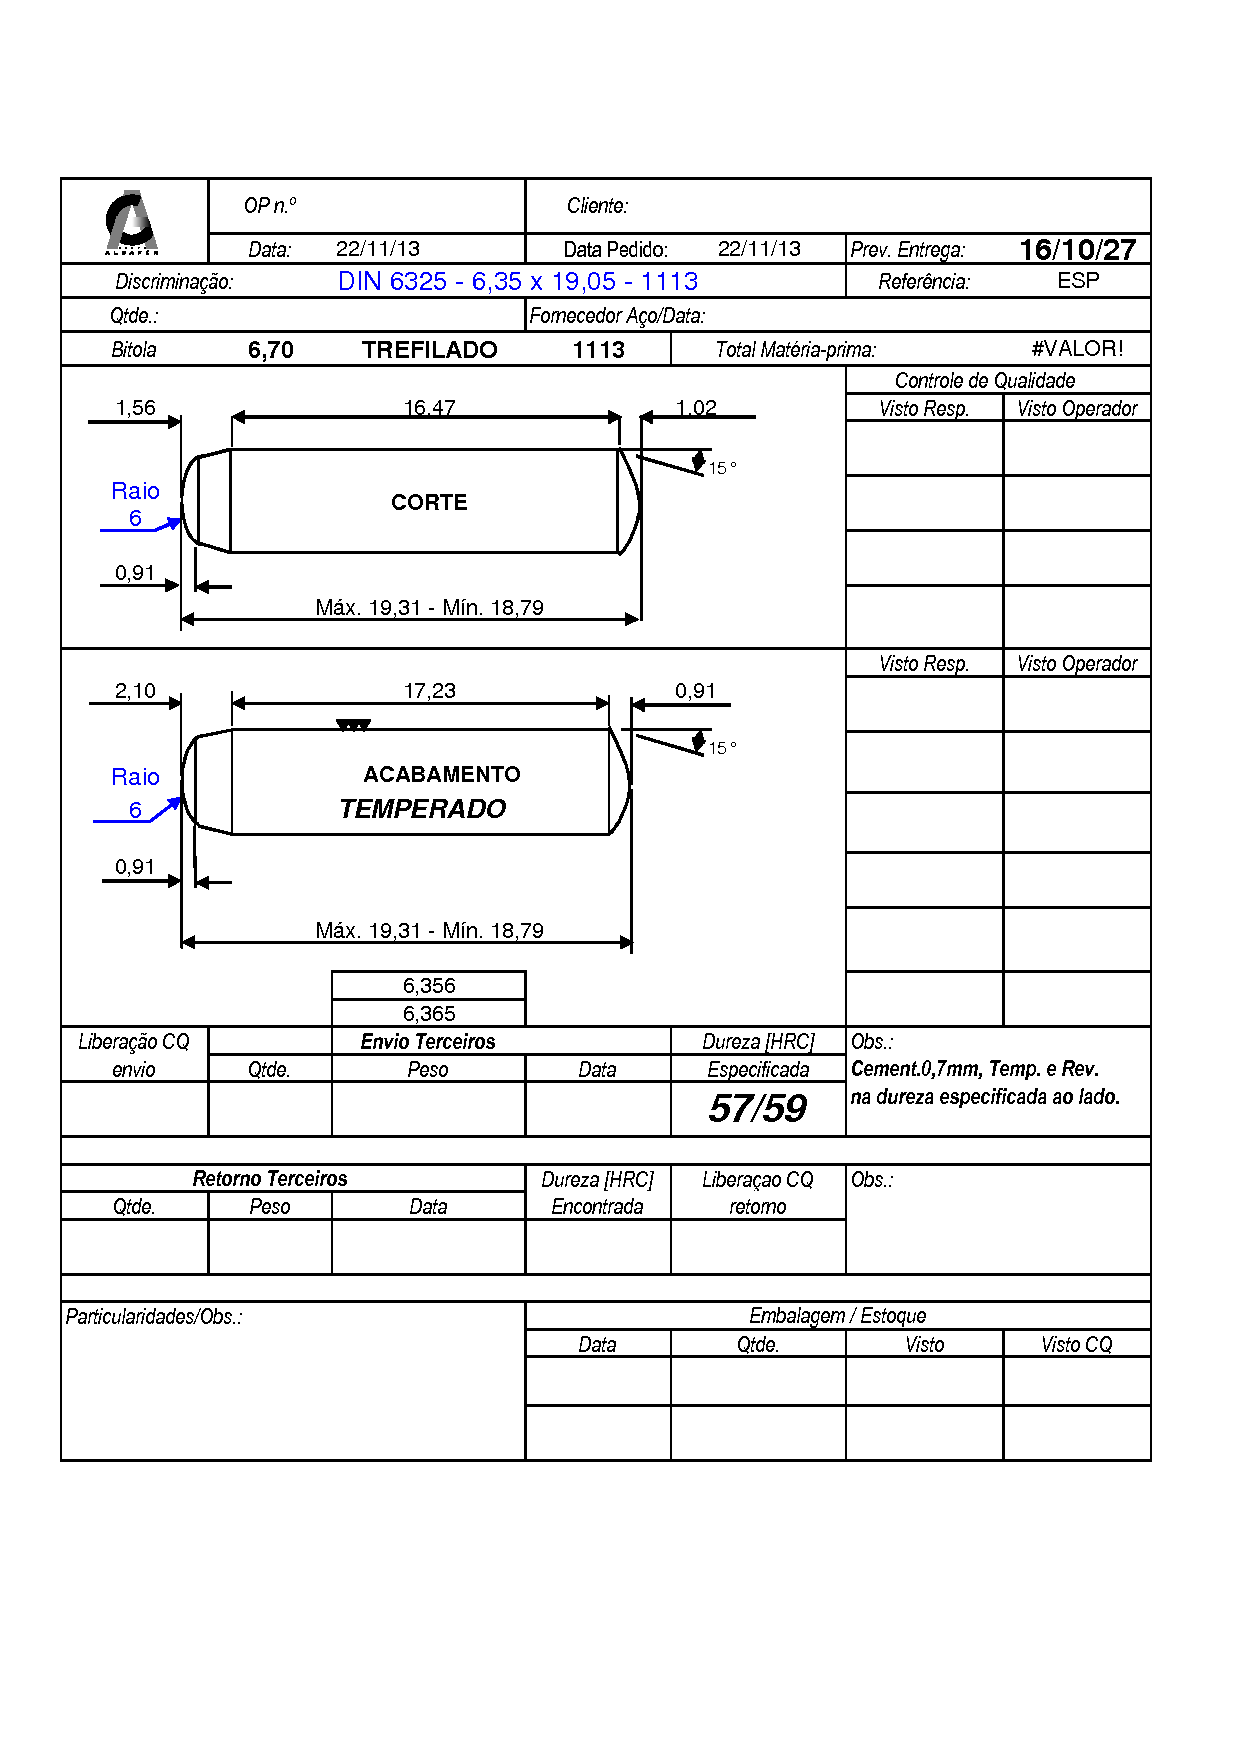 ALBAFER
OP n.º
Cliente:
Data: 22/11/13 Data Pedido: 22/11/13 Prev. Entrega: 16/10/27
Discriminação: DIN 6325 - 6,35 x 19,05 - 1113 Referência: ESP
Qtde.: Fornecedor Aço/Data:
Bitola 6,70 TREFILADO 1113 Total Matéria-prima: #VALOR!
Controle de Qualidade
Visto Resp. Visto Operador
1,56 16,47 1,02
15°
Raio
6
CORTE
0,91
Máx. 19,31 - Mín. 18,79
Visto Resp. Visto Operador
2,10 17,23 0,91
15°
Raio
6
ACABAMENTO
TEMPERADO
0,91
Máx. 19,31 - Mín. 18,79
6,356
6,365
Liberação CQ Envio Terceiros Dureza [HRC] Obs.:
envio Qtde. Peso Data Especificada Cement.0,7mm, Temp. e Rev.
57/59 na dureza especificada ao lado.
Retorno Terceiros Dureza [HRC] Liberaçao CQ Obs.:
Qtde. Peso Data Encontrada retorno
Particularidades/Obs.: Embalagem / Estoque
Data Qtde. Visto Visto CQ